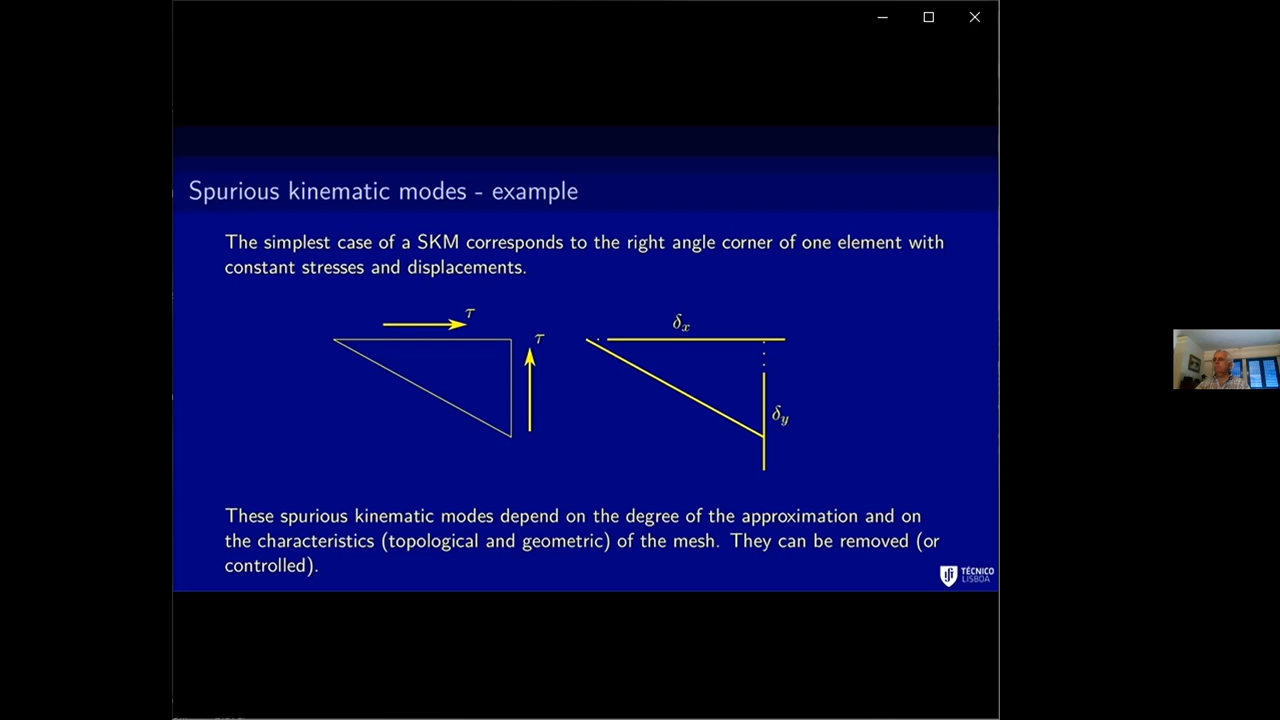 Spurious kinematic modes - example
The simplest case of a SKM corresponds to the right angle corner of one element with
constant stresses and displacements.
τ
τ
δx
δy
These spurious kinematic modes depend on the degree of the approximation and on
the characteristics (topological and geometric) of the mesh. They can be removed (or
controlled).
TÉCNICO
LISBOA